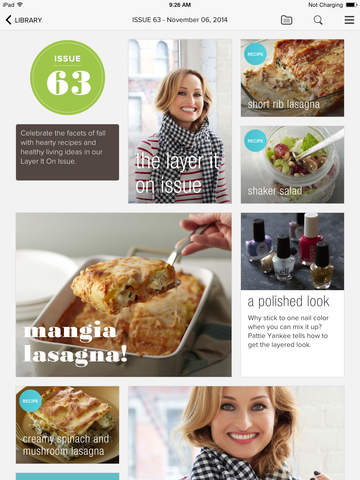 iPad
9:26 AM
Not Charging
LIBRARY
ISSUE 63 - November 06, 2014
ISSUE
63
Celebrate the facets of fall
with hearty recipes and
healthy living ideas in our
Layer It On Issue.
the layer it
on issue
RECIPE
short rib lasagna
RECIPE
shaker salad
mangia
lasagna!
a polished look
Why stick to one nail color
when you can mix it up?
Pattie Yankee tells how to
get the layered look.
RECIPE
creamy spinach and
mushroom lasagna